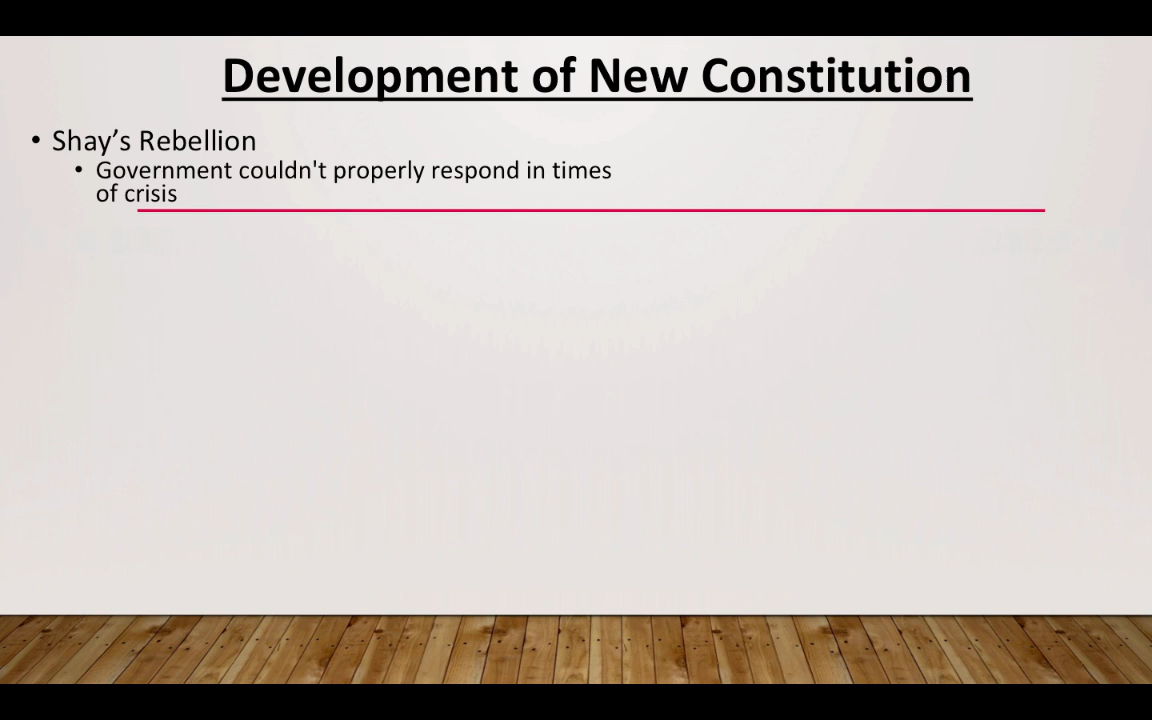 Development of New Constitution
• Shay’s Rebellion
• Government couldn't properly respond in times
of crisis